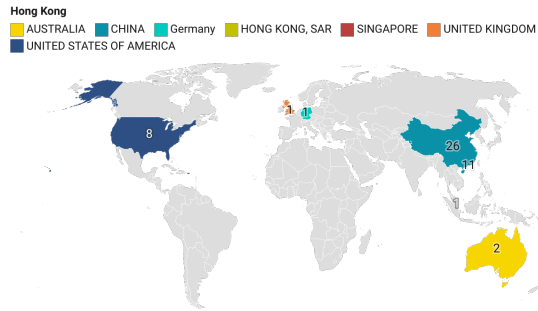 Hong Kong
AUSTRALIA CHINA Germany HONG KONG, SAR SINGAPORE UNITED KINGDOM
UNITED STATES OF AMERICA
1 1
8 26
11
1
2